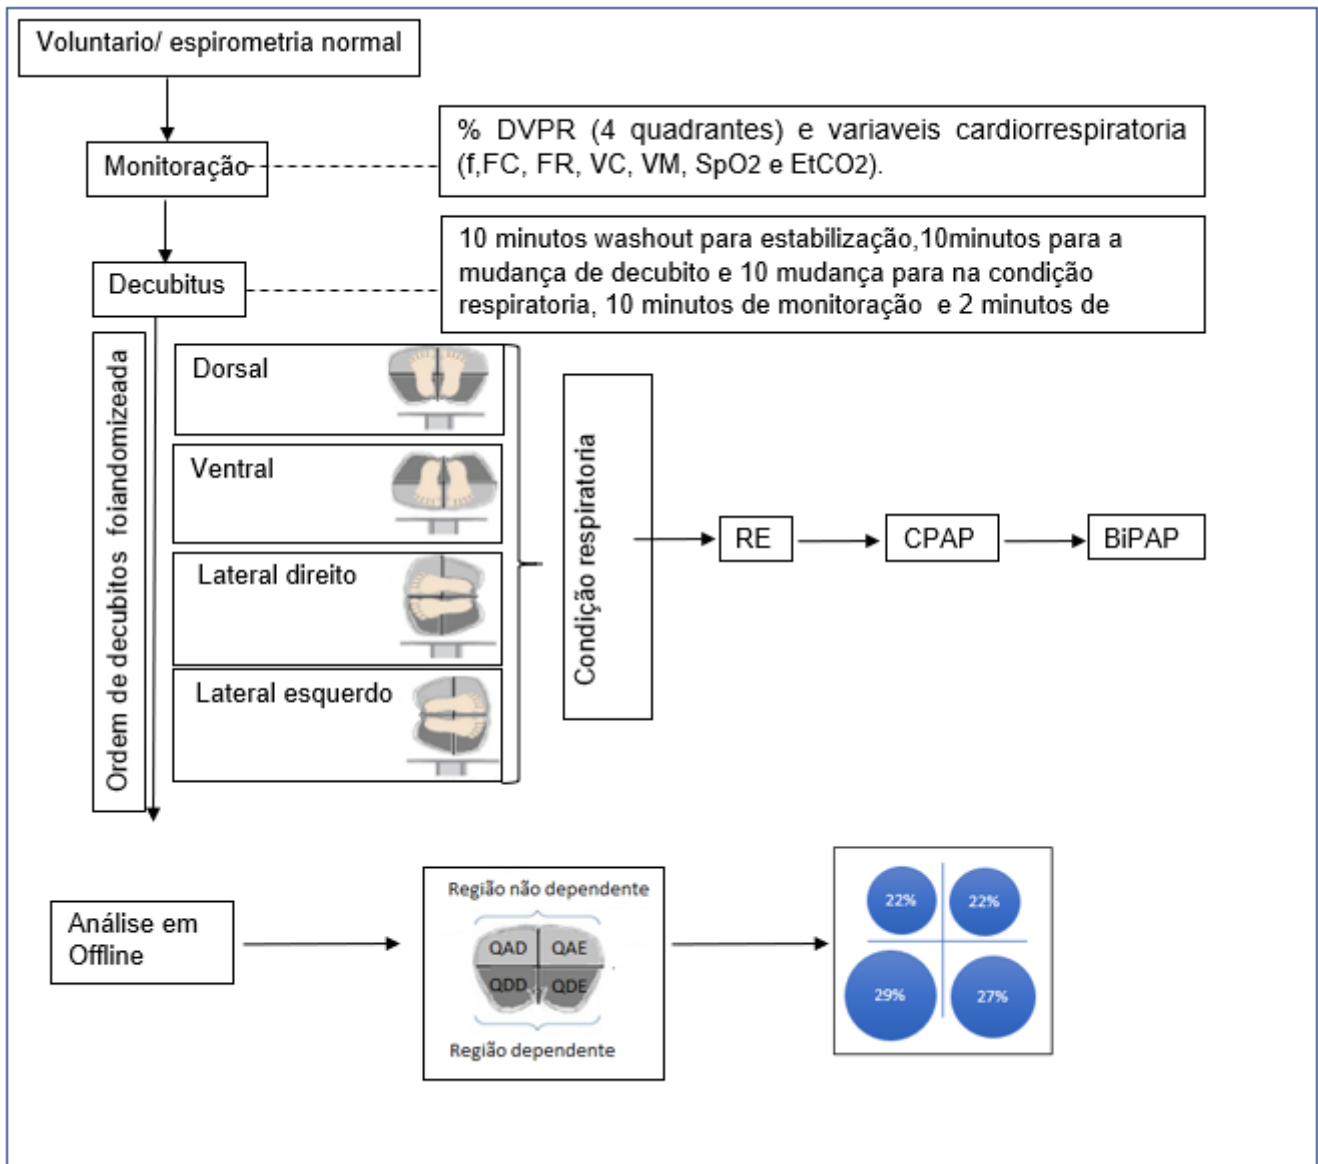 Voluntario/ espirometria normal
Monitoração
% DVPR (4 quadrantes) e variaveis cardiorrespiratoria
(f,FC, FR, VC, VM, SpO2 e EtCO2).
Decubitus
10 minutos washout para estabilização,10minutos para a
mudança de decubito e 10 mudança para na condição
respiratoria, 10 minutos de monitoração e 2 minutos de
Ordem de decubitos foiandomizeada
Dorsal
Ventral
Lateral direito
Lateral esquerdo
Condição respiratoria
RE
CPAP
BiPAP
Análise em
Offline
Região não dependente
QAD QAE
QDD QDE
Região dependente
22% 22%
29% 27%